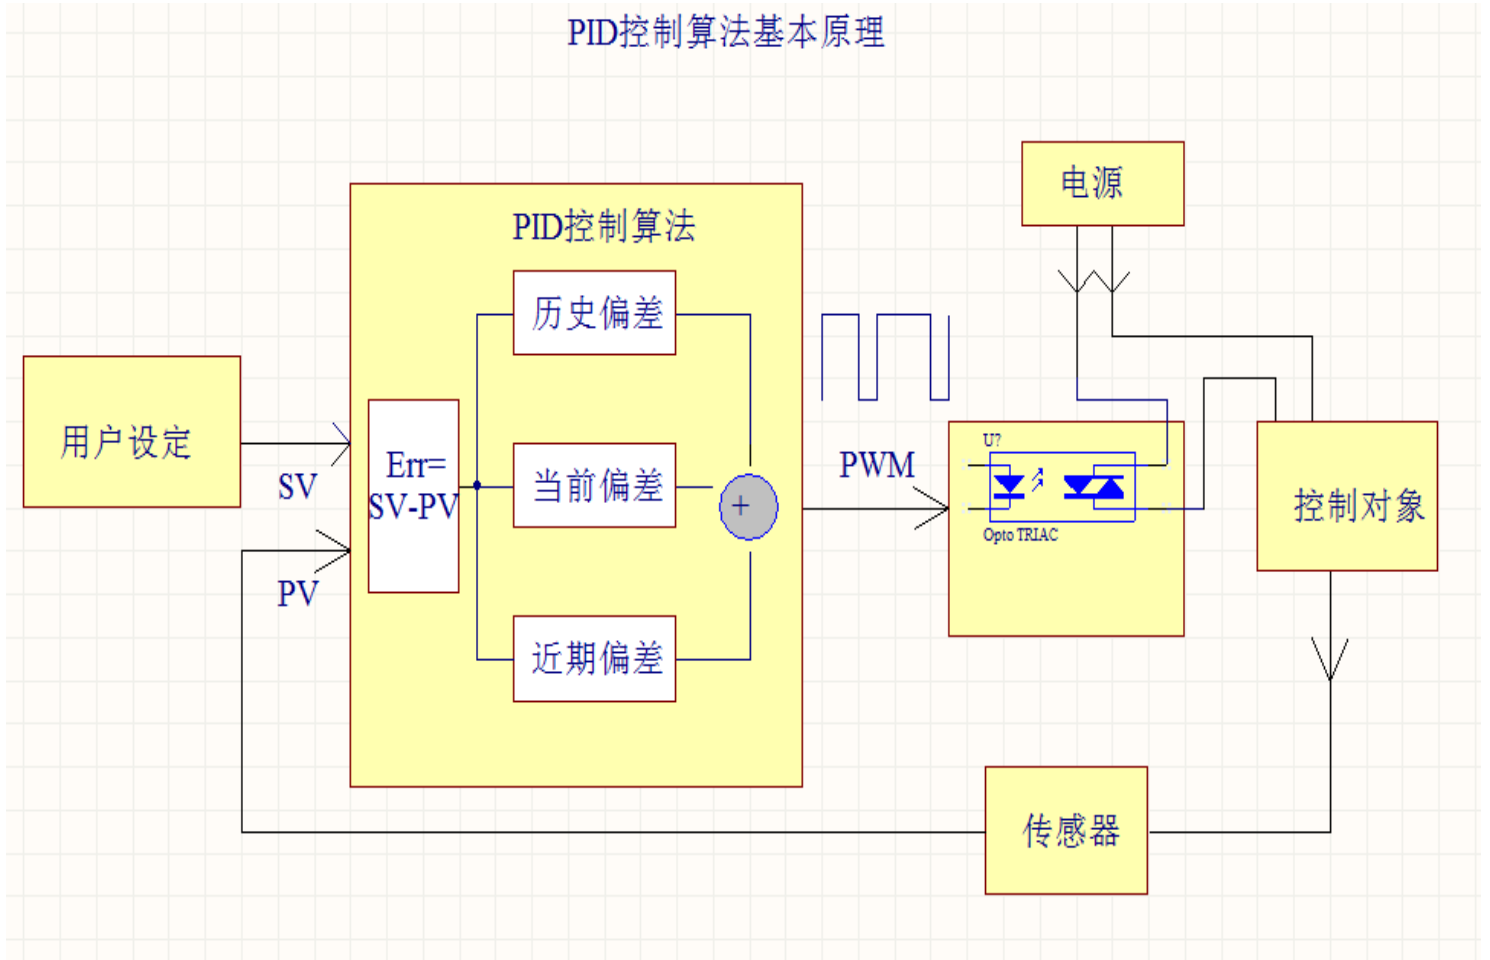 PID控制算法基本原理
电源
PID控制算法
历史偏差
用户设定
SV
Err=
SV-PV
当前偏差
+
PWM
U?
Opto TRIAC
控制对象
PV
近期偏差
传感器